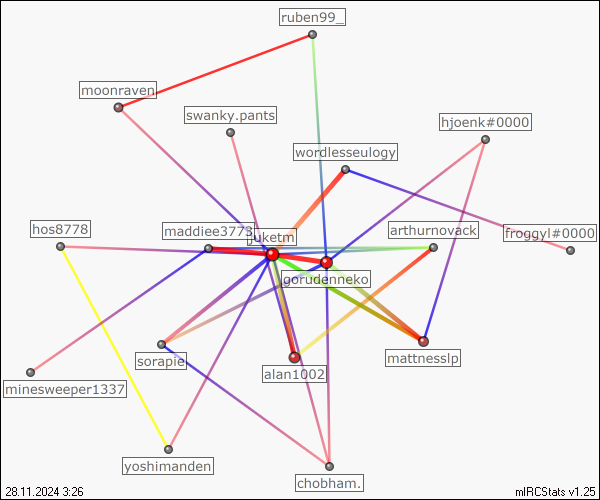 ruben99_
moonraven
swanky.pants
hjoenk#0000
wordlesseulogy
hos8778
maddiee3773
juketm
arthurnovack
froggyl#0000
gorudenneko
sorapie
alan1002
mattnesslp
minesweeper1337
yoshimanden
chobham.
28.11.2024 3:26
mIRCStats v1.25